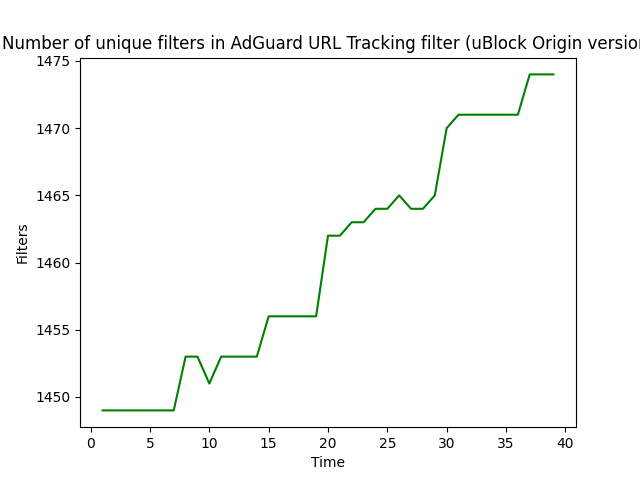 Number of unique filters in AdGuard URL Tracking filter (uBlock Origin version
1475
1470
1465
1460
1455
1450
Filters
0 5 10 15 20 25 30 35 40
Time